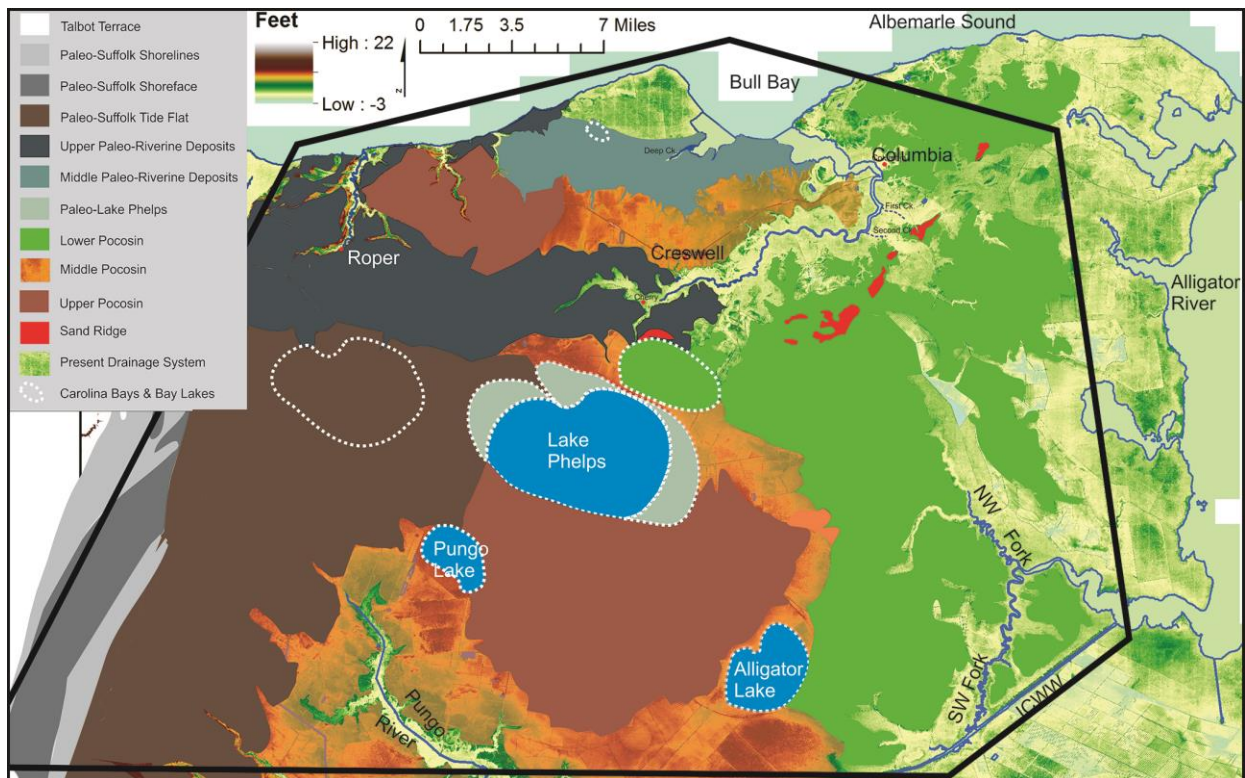 Talbot Terrace
Paleo-Suffolk Shorelines
Paleo-Suffolk Shoreface
Paleo-Suffolk Tide Flat
Upper Paleo-Riverine Deposits
Middle Paleo-Riverine Deposits
Paleo-Lake Phelps
Lower Pocosin
Middle Pocosin
Upper Pocosin
Sand Ridge
Present Drainage System
Carolina Bays & Bay Lakes
Feet
High : 22
Low : -3
0 1.75 3.5 7 Miles
z
Albemarle Sound
Bull Bay
Deep Ck
Columbia
First Ck
Second Ck
Roper
Creswell
Cherry
Alligator
River
Lake
Phelps
Pungo
Lake
NW Fork
Alligator
Lake
SW Fork
ICWW
Pungo
River